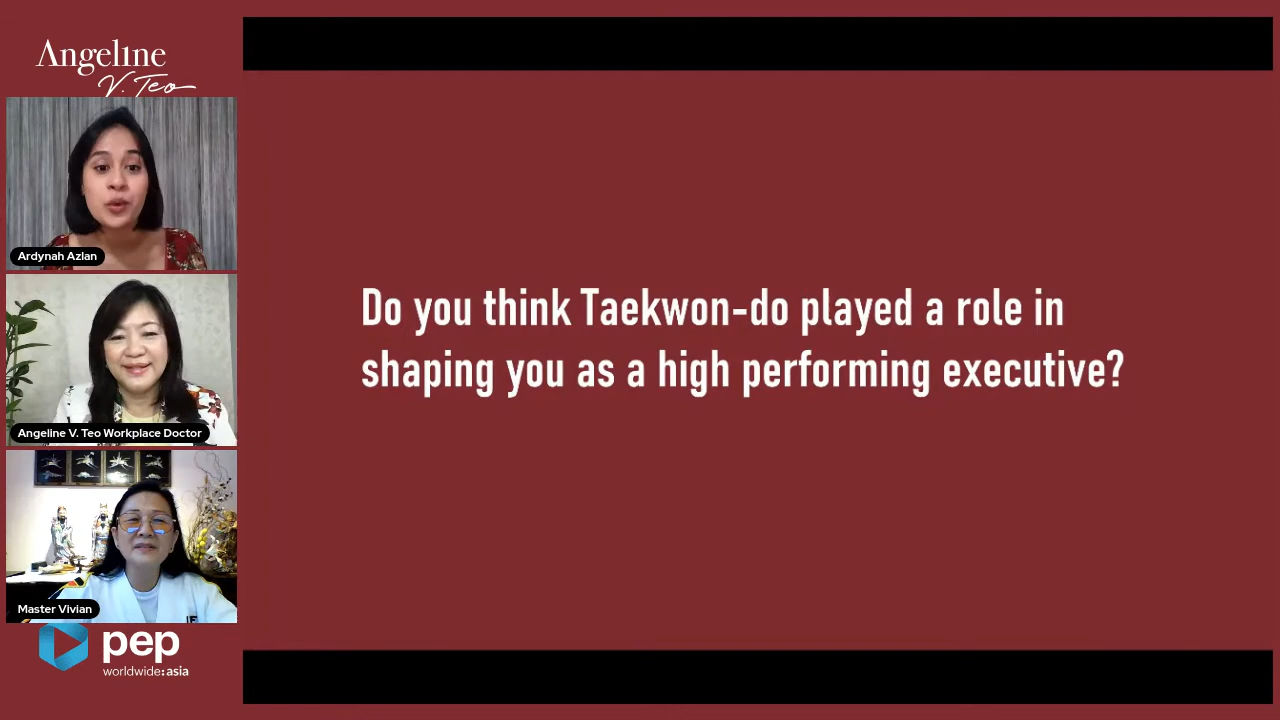 Angel1ne
V. Teo
Ardynah Azlan
Angeline V. Teo Workplace Doctor
Master Vivian
pep
worldwide:asia
Do you think Taekwon-do played a role in
shaping you as a high performing executive?